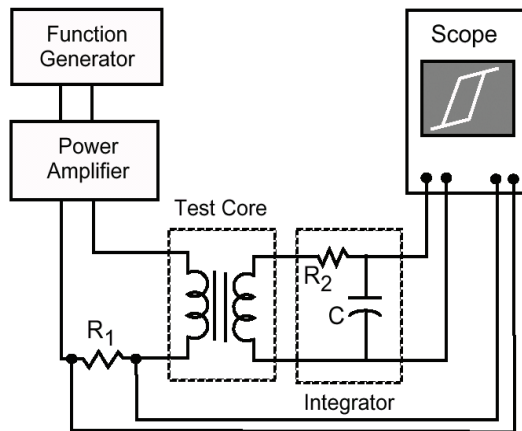 Function
Generator
Scope
Power
Amplifier
Test Core
R2
C
R1
Integrator